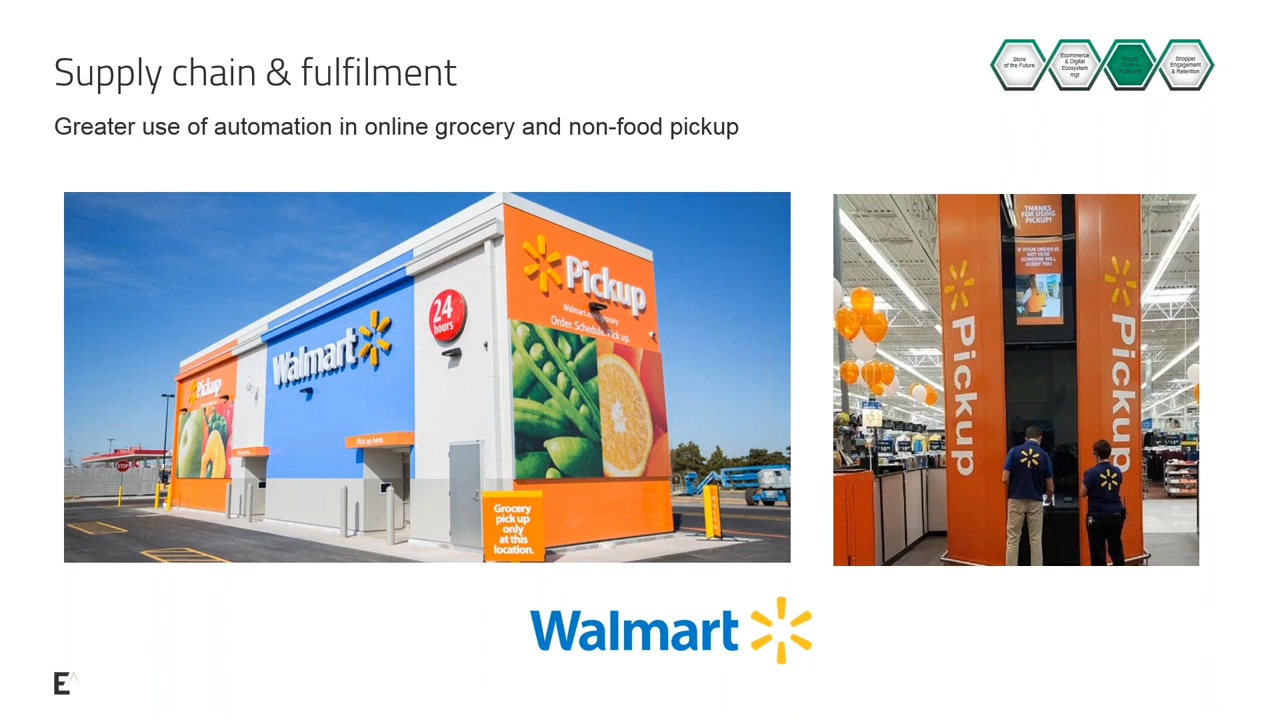 Supply chain & fulfilment
Store
of the Future
Ecommerce
& Digital
Ecosystem
mgt
Supply
Chain &
Fulfilment
Shopper
Engagement
& Retention
Greater use of automation in online grocery and non-food pickup
Pickup
Walmart
24
hours
Pick up here.
Pickup
Order. Schedule. Pick up.
STOP
Grocery
pick up
only
at this
location.
THANKS
FOR USING
PICKUP!
IF YOUR ORDER IS
NOT HERE
SOMEONE WILL
ASSIST YOU
Pickup
Pickup
Walmart
E^